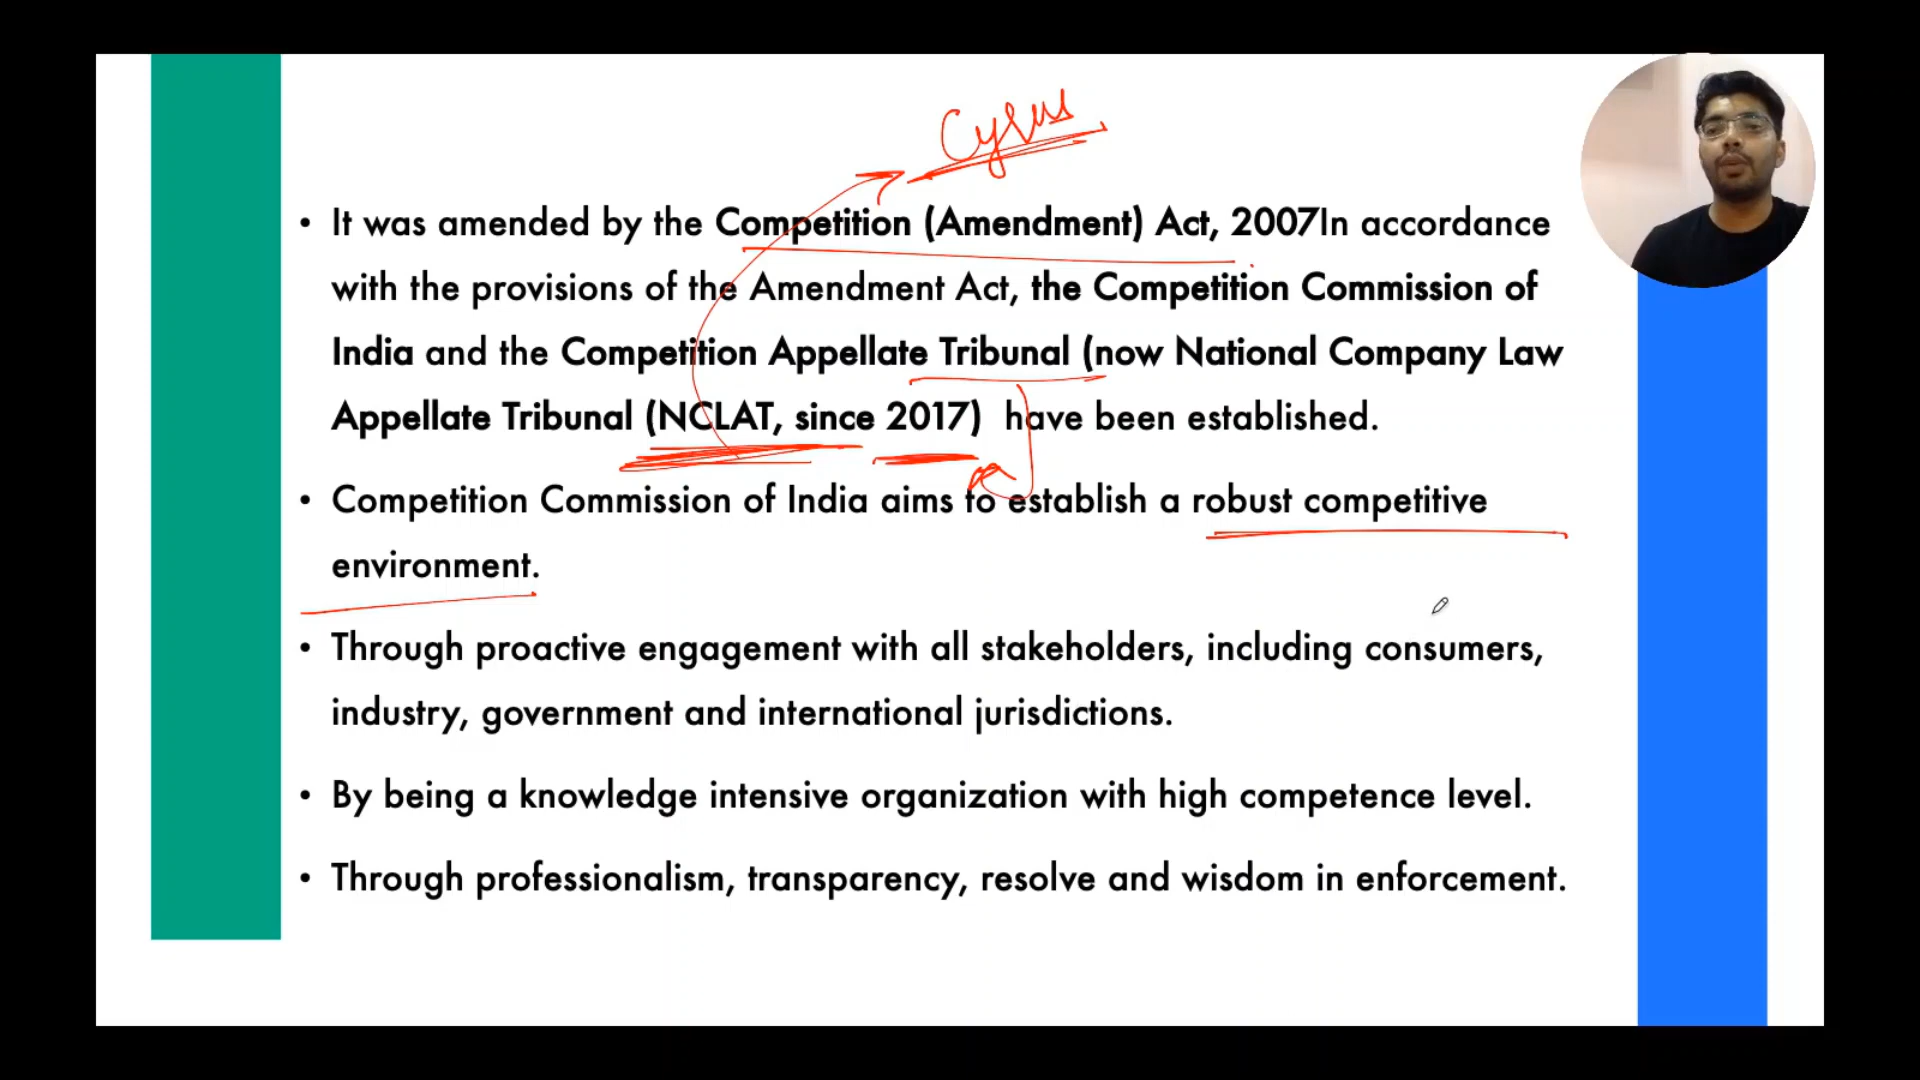 Cyrus
• It was amended by the Competition (Amendment) Act, 2007In accordance
with the provisions of the Amendment Act, the Competition Commission of
India and the Competition Appellate Tribunal (now National Company Law
Appellate Tribunal (NCLAT, since 2017) have been established.
• Competition Commission of India aims to establish a robust competitive
environment.
• Through proactive engagement with all stakeholders, including consumers,
industry, government and international jurisdictions.
• By being a knowledge intensive organization with high competence level.
• Through professionalism, transparency, resolve and wisdom in enforcement.